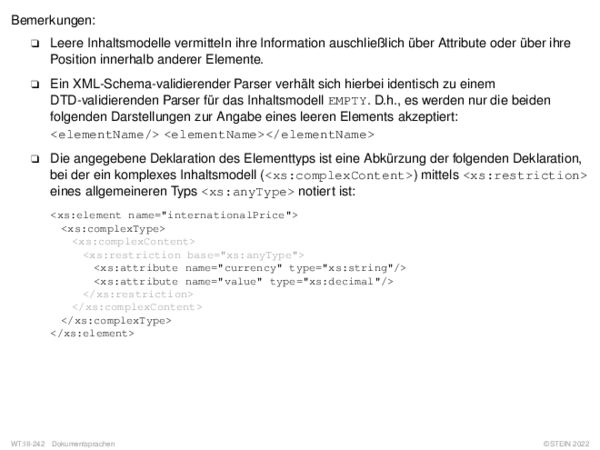 Bemerkungen:
❑ Leere Inhaltsmodelle vermitteln ihre Information auschließlich über Attribute oder über ihre
Position innerhalb anderer Elemente.
❑ Ein XML-Schema-validierender Parser verhält sich hierbei identisch zu einem
DTD-validierenden Parser für das Inhaltsmodell EMPTY. D.h., es werden nur die beiden
folgenden Darstellungen zur Angabe eines leeren Elements akzeptiert:
<elementName/> <elementName></elementName>
❑ Die angegebene Deklaration des Elementtyps ist eine Abkürzung der folgenden Deklaration,
bei der ein komplexes Inhaltsmodell (<xs:complexContent>) mittels <xs:restriction>
eines allgemeineren Typs <xs:anyType> notiert ist:
<xs:element name="internationalPrice">
<xs:complexType>
<xs:complexContent>
<xs:restriction base="xs:anyType">
<xs:attribute name="currency" type="xs:string"/>
<xs:attribute name="value" type="xs:decimal"/>
</xs:restriction>
</xs:complexContent>
</xs:complexType>
</xs:element>
WT:III-242 Dokumentsprachen ©STEIN 2022